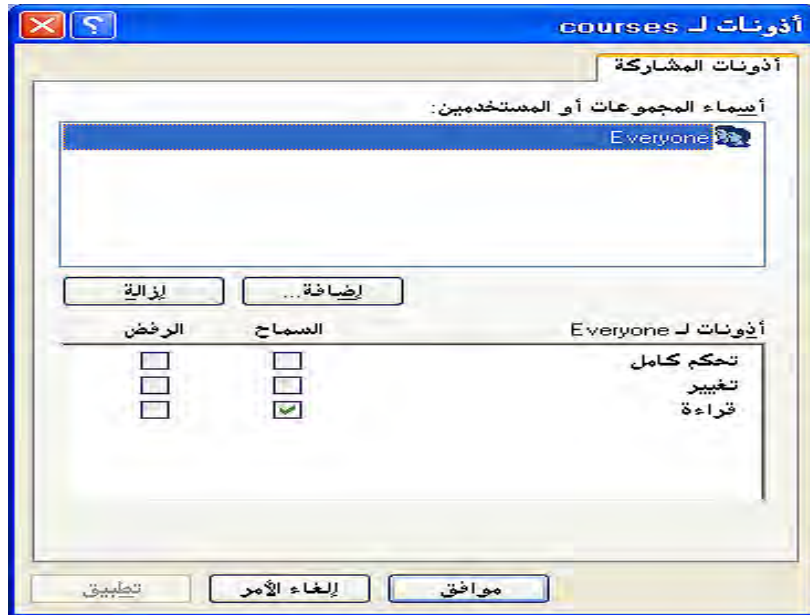 أذونات لـ courses
أذونات المشاركة
أسماء المجموعات أو المستخدمين:
Everyone
إضافة... إزالة
أذونات لـ Everyone السماح الرفض
تحكم كامل
تغيير
قراءة
موافق إلغاء الأمر تطبيق